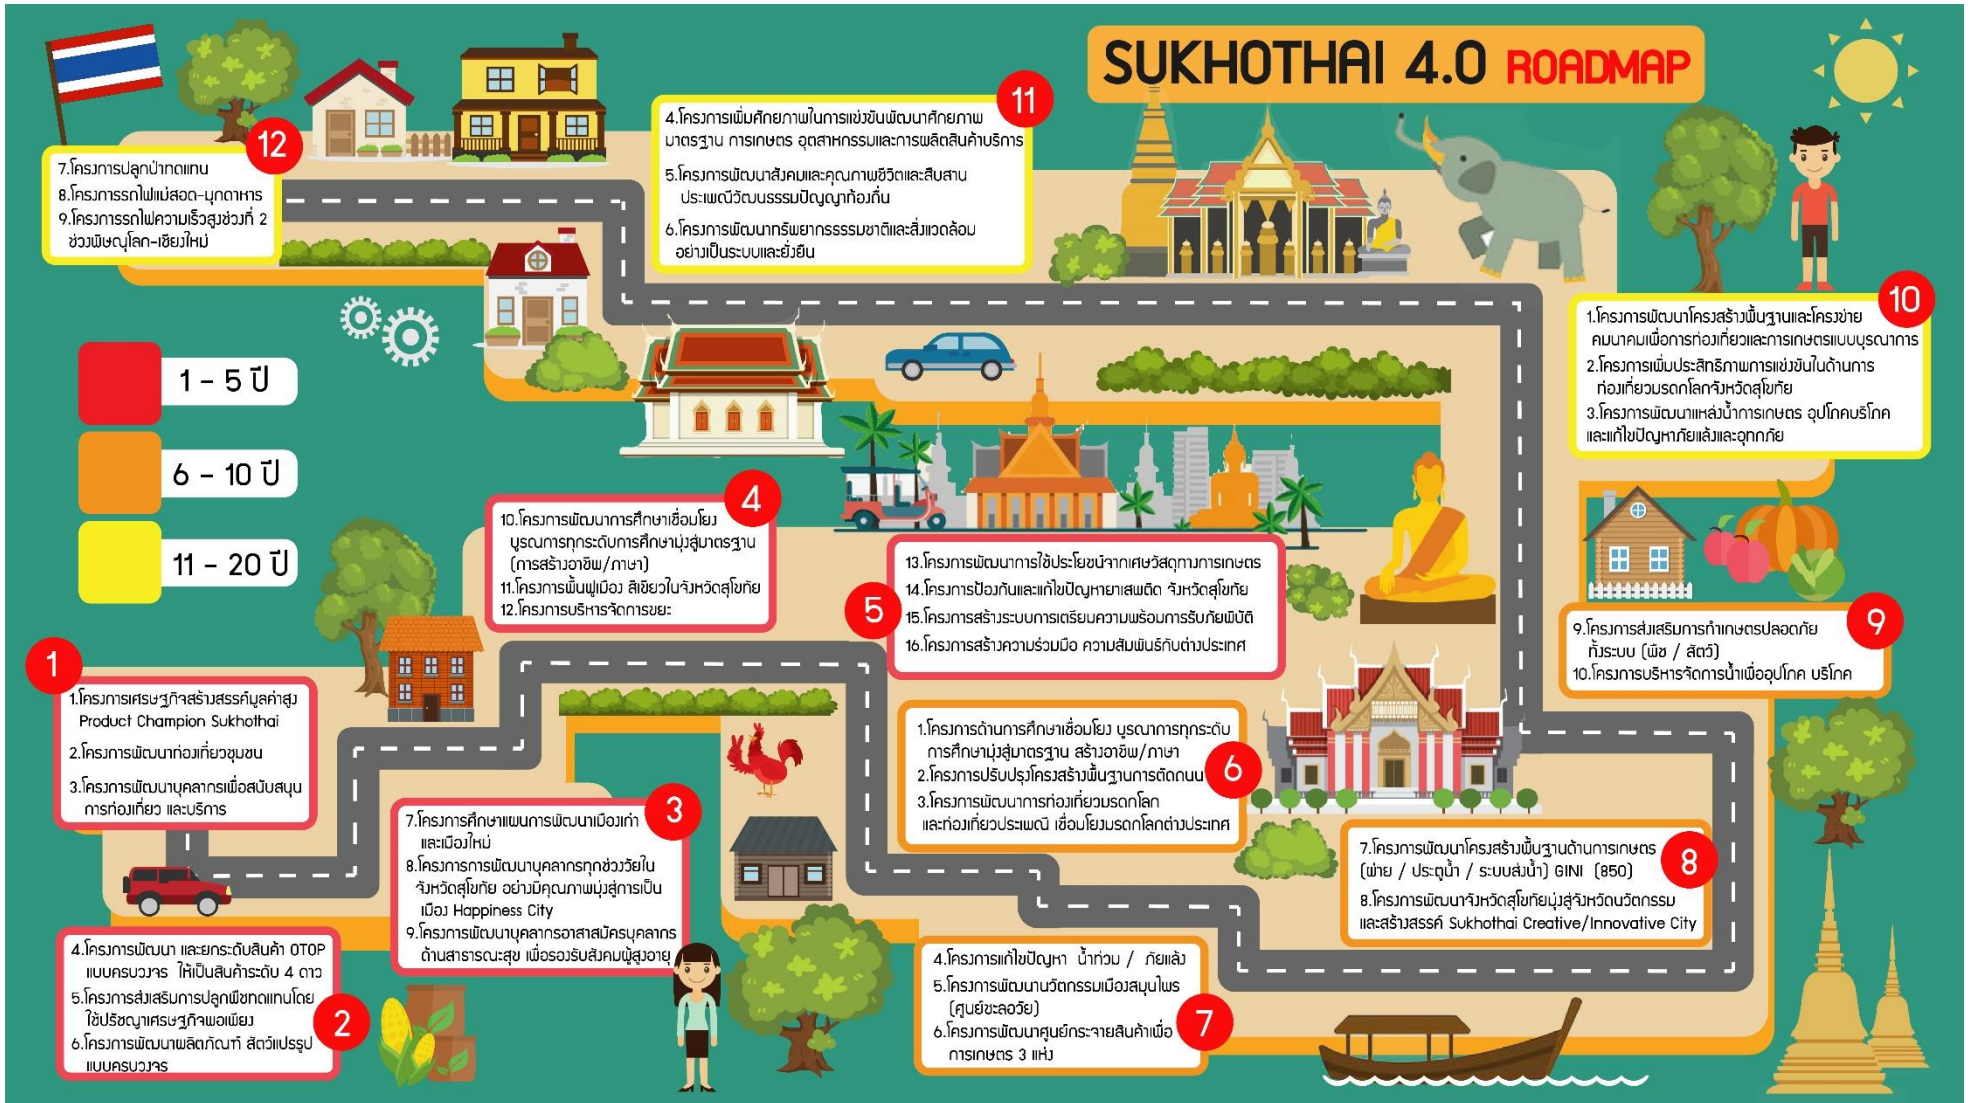 SUKHOTHAI 4.0 ROADMAP
1 - 5 ปี
6 - 10 ปี
11 - 20 ปี
1
1.โครงการเศรษฐกิจสร้างสรรค์มูลค่าสูง
Product Champion Sukhothai
2.โครงการพัฒนาท่องเที่ยวชุมชน
3.โครงการพัฒนาบุคลากรเพื่อสนับสนุน
การท่องเที่ยว และบริการ
2
4.โครงการพัฒนา และยกระดับสินค้า OTOP
แบบครบวงจร ให้เป็นสินค้าระดับ 4 ดาว
5.โครงการส่งเสริมการปลูกพืชทดแทนโดย
ใช้ปรัชญาเศรษฐกิจพอเพียง
6.โครงการพัฒนาผลิตภัณฑ์ สัตว์แปรรูป
แบบครบวงจร
3
7.โครงการศึกษาแผนการพัฒนาเมืองเก่า
และเมืองใหม่
8.โครงการการพัฒนาบุคลากรทุกช่วงวัยใน
จังหวัดสุโขทัย อย่างมีคุณภาพมุ่งสู่การเป็น
เมือง Happiness City
9.โครงการพัฒนาบุคลากรอาสาสมัครบุคลากร
ด้านสาธารณะสุข เพื่อรองรับสังคมผู้สูงอายุ
4
10.โครงการพัฒนาการศึกษาเชื่อมโยง
บูรณการทุกระดับการศึกษามุ่งสู่มาตรฐาน
(การสร้างอาชีพ/ภาษา)
11.โครงการฟื้นฟูเมือง สีเขียวในจังหวัดสุโขทัย
12.โครงการบริหารจัดการขยะ
5
13.โครงการพัฒนาการใช้ประโยชน์จากเศษวัสดุทางการเกษตร
14.โครงการป้องกันและแก้ไขปัญหายาเสพติด จังหวัดสุโขทัย
15.โครงการสร้างระบบการเตรียมความพร้อมการรับภัยพิบัติ
16.โครงการสร้างความร่วมมือ ความสัมพันธ์กับต่างประเทศ
6
1.โครงการด้านการศึกษาเชื่อมโยง บูรณาการทุกระดับ
การศึกษามุ่งสู่มาตรฐาน สร้างอาชีพ/ภาษา
2.โครงการปรับปรุงโครงสร้างพื้นฐานการตัดถนน
3.โครงการพัฒนาการท่องเที่ยวมรดกโลก
และท่องเที่ยวประเพณี เชื่อมโยงมรดกโลกต่างประเทศ
7
4.โครงการแก้ไขปัญหา น้ำท่วม / ภัยแล้ง
5.โครงการพัฒนานวัตกรรมเมืองสมุนไพร
(ศูนย์ชะลอวัย)
6.โครงการพัฒนาศูนย์กระจายสินค้าเพื่อ
การเกษตร 3 แห่ง
8
7.โครงการพัฒนาโครงสร้างพื้นฐานด้านการเกษตร
(ฝาย / ประตูน้ำ / ระบบส่งน้ำ) GINI (850)
8.โครงการพัฒนาจังหวัดสุโขทัยมุ่งสู่จังหวัดนวัตกรรม
และสร้างสรรค์ Sukhothai Creative/Innovative City
9
9.โครงการส่งเสริมการทำเกษตรปลอดภัย
ทั้งระบบ (พืช / สัตว์)
10.โครงการบริหารจัดการน้ำเพื่ออุปโภค บริโภค
10
1.โครงการพัฒนาโครงสร้างพื้นฐานและโครงข่าย
คมนาคมเพื่อการท่องเที่ยวและการเกษตรแบบบูรณาการ
2.โครงการเพิ่มประสิทธิภาพการแข่งขันในด้านการ
ท่องเที่ยวมรดกโลกจังหวัดสุโขทัย
3.โครงการพัฒนาแหล่งน้ำการเกษตร อุปโภคบริโภค
และแก้ไขปัญหาภัยแล้งและอุทกภัย
11
4.โครงการเพิ่มศักยภาพในการแข่งขันพัฒนาศักยภาพ
มาตรฐาน การเกษตร อุตสาหกรรมและการผลิตสินค้าบริการ
5.โครงการพัฒนาสังคมและคุณภาพชีวิตและสืบสาน
ประเพณีวัฒนธรรมปัญญาท้องถิ่น
6.โครงการพัฒนาทรัพยากรธรรมชาติและสิ่งแวดล้อม
อย่างเป็นระบบและยั่งยืน
12
7.โครงการปลูกป่าทดแทน
8.โครงการรถไฟแม่สอด-มุกดาหาร
9.โครงการรถไฟความเร็วสูงช่วงที่ 2
ช่วงพิษณุโลก-เชียงใหม่